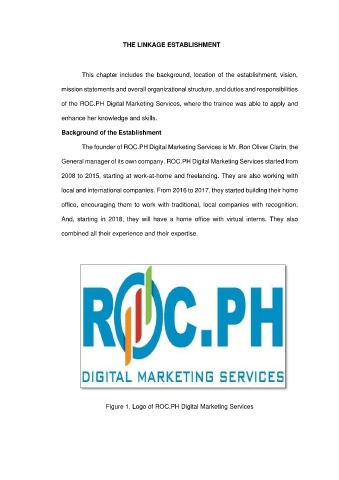 THE LINKAGE ESTABLISHMENT
This chapter includes the background, location of the establishment, vision,
mission statements and overall organizational structure, and duties and responsibilities
of the ROC.PH Digital Marketing Services, where the trainee was able to apply and
enhance her knowledge and skills.
Background of the Establishment
The founder of ROC.PH Digital Marketing Services is Mr. Ron Oliver Clarin, the
General manager of its own company. ROC.PH Digital Marketing Services started from
2008 to 2015, starting at work-at-home and freelancing. They are also working with
local and international companies. From 2016 to 2017, they started building their home
office, encouraging them to work with traditional, local companies with recognition.
And, starting in 2018, they will have a home office with virtual interns. They also
combined all their experience and their expertise.
ROC.PH
DIGITAL MARKETING SERVICES
Figure 1. Logo of ROC.PH Digital Marketing Services